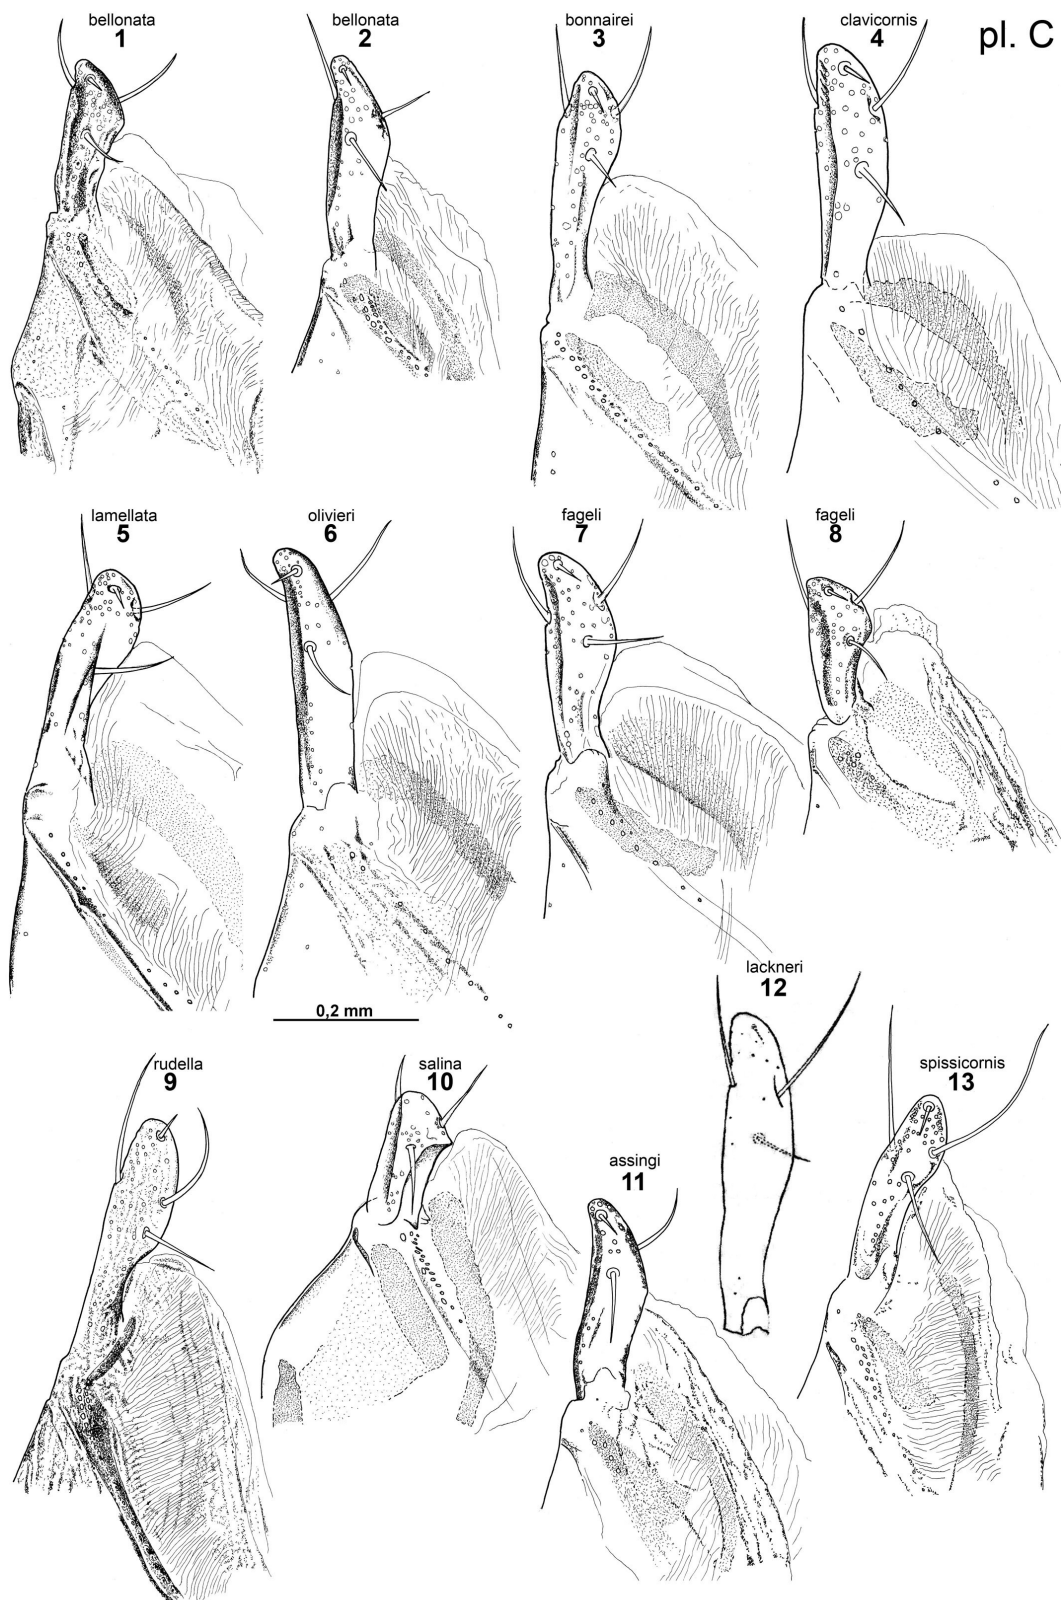 pl. C
bellonata
1
bellonata
2
bonnairei
3
clavicornis
4
lamellata
5
olivieri
6
fageli
7
fageli
8
0,2 mm
rudella
9
salina
10
assingi
11
lackneri
12
spissicornis
13